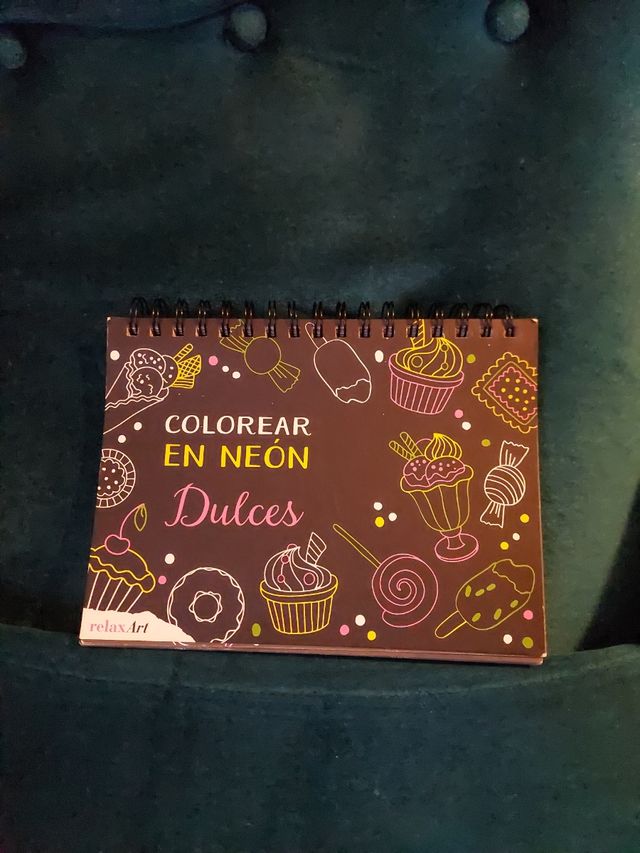 COLOREAR
EN NEÓN
Dulces
relaxArt